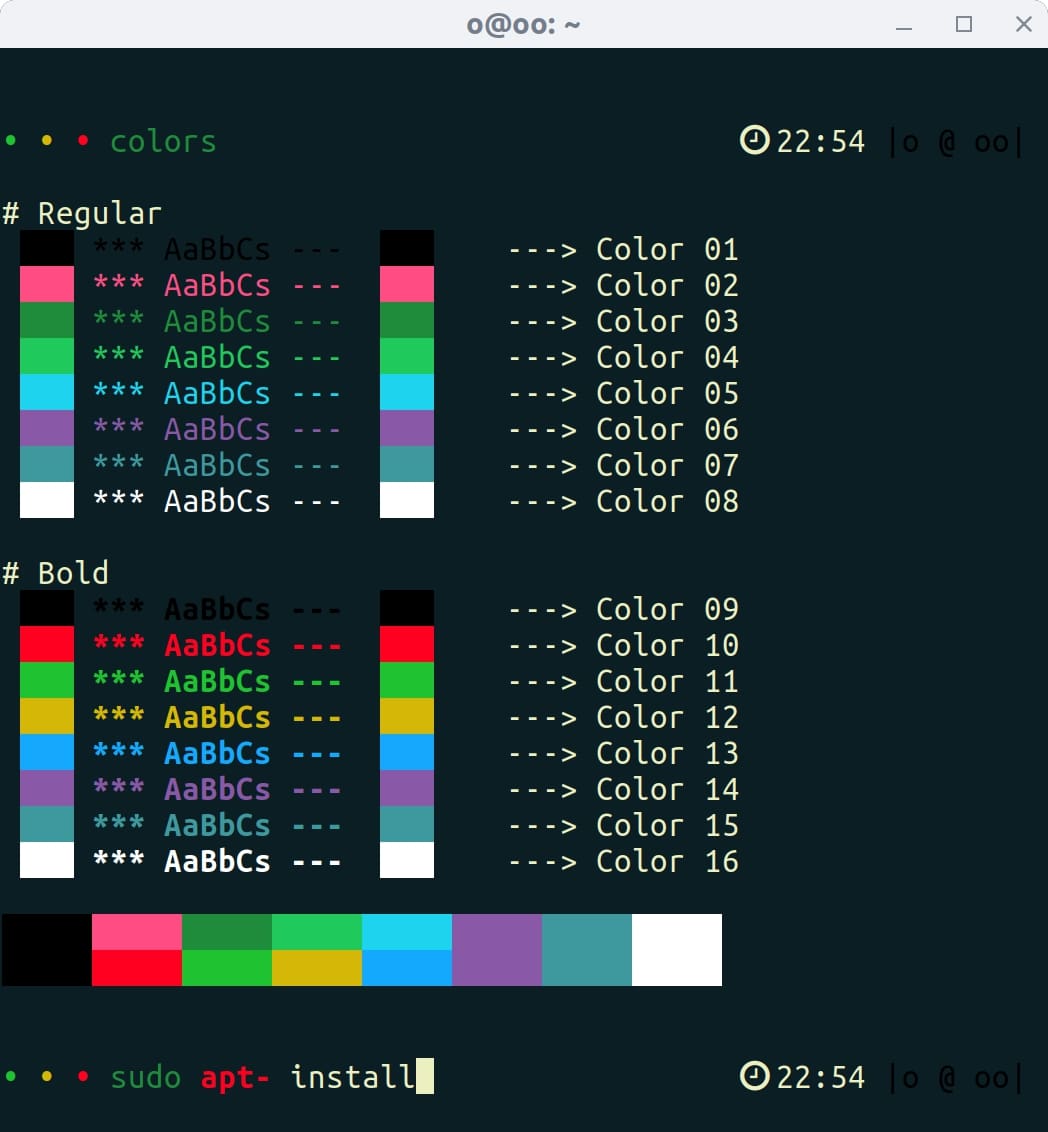 o@oo: ~
• • • colors 22:54 |o @ oo|
# Regular
*** AaBbCs --- ---> Color 01
*** AaBbCs --- ---> Color 02
*** AaBbCs --- ---> Color 03
*** AaBbCs --- ---> Color 04
*** AaBbCs --- ---> Color 05
*** AaBbCs --- ---> Color 06
*** AaBbCs --- ---> Color 07
*** AaBbCs --- ---> Color 08
# Bold
*** AaBbCs --- ---> Color 09
*** AaBbCs --- ---> Color 10
*** AaBbCs --- ---> Color 11
*** AaBbCs --- ---> Color 12
*** AaBbCs --- ---> Color 13
*** AaBbCs --- ---> Color 14
*** AaBbCs --- ---> Color 15
*** AaBbCs --- ---> Color 16
• • • sudo apt- install 22:54 |o @ oo|